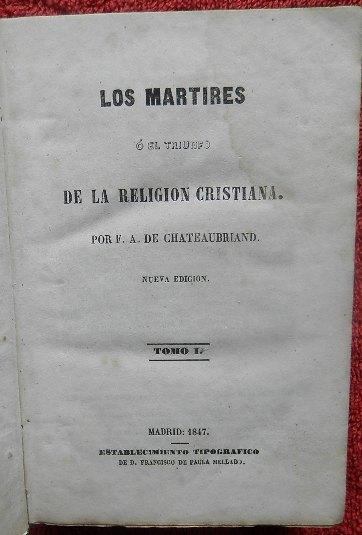 LOS MARTIRES
Ó EL TRIUNFO
DE LA RELIGION CRISTIANA.
POR F. A. DE CHATEAUBRIAND.
NUEVA EDICION.
TOMO I.
MADRID: 1847.
ESTABLECIMIENTO TIPOGRAFICO
DE D. FRANCISCO DE PAULA MELLADO.